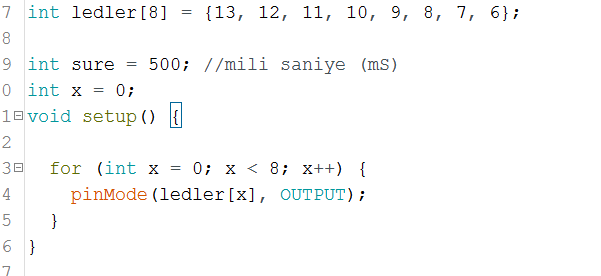 7 int ledler[8] = {13, 12, 11, 10, 9, 8, 7, 6};
8
9 int sure = 500; //mili saniye (mS)
0 int x = 0;
1 void setup() {
2
3 for (int x = 0; x < 8; x++) {
4 pinMode(ledler[x], OUTPUT);
5 }
6 }
7